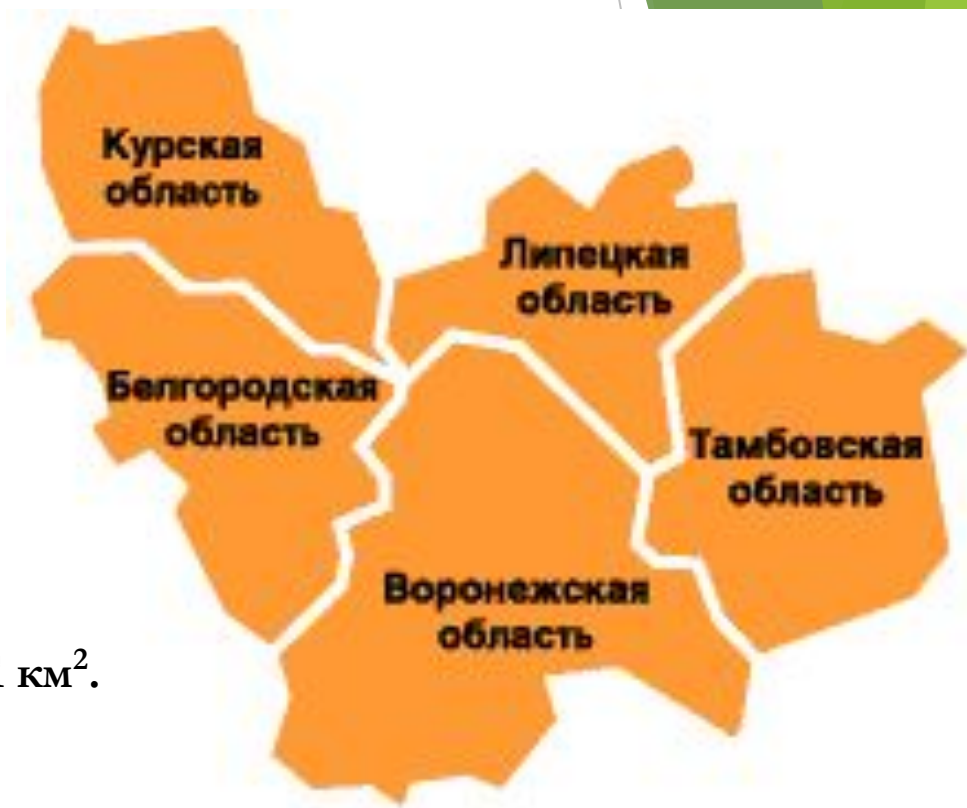 Курская
область
Липецкая
область
Белгородская
область
Тамбовская
область
Воронежская
область
км².